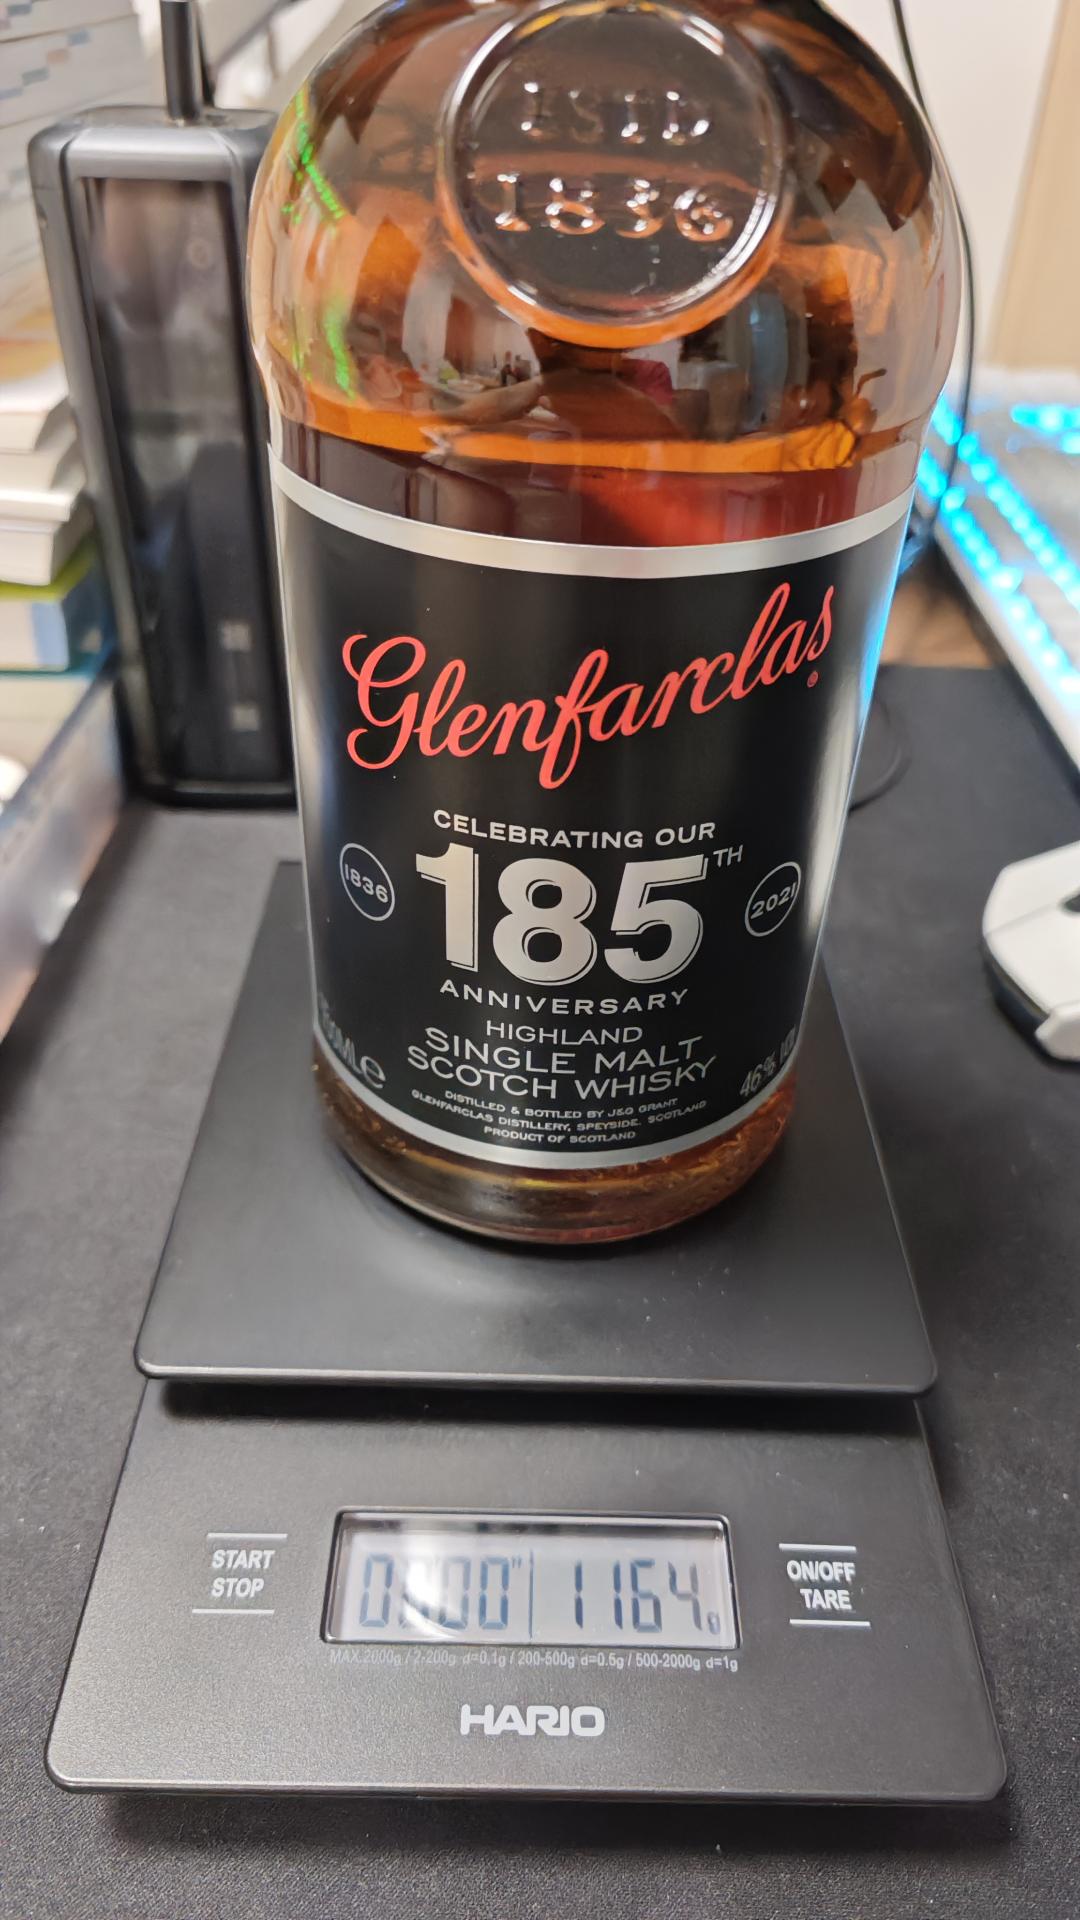 ESTD
1836
Glenfarclas®
CELEBRATING OUR
185TH
1836
2021
ANNIVERSARY
HIGHLAND
SINGLE MALT
SCOTCH WHISKY
46% VOL
DISTILLED & BOTTLED BY J&G GRANT
GLENFARCLAS DISTILLERY, SPEYSIDE, SCOTLAND
PRODUCT OF SCOTLAND
START
STOP
00'00" 1164g
ON/OFF
TARE
MAX.2000g / 2-200g d=0.1g / 200-500g d=0.5g / 500-2000g d=1g
HARIO